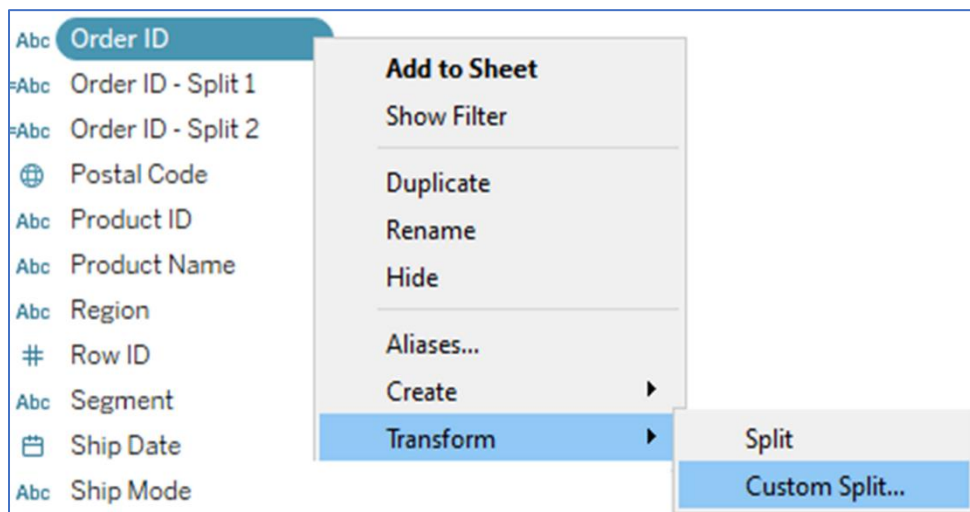 Abc Order ID
=Abc Order ID - Split 1
=Abc Order ID - Split 2
Postal Code
Abc Product ID
Abc Product Name
Abc Region
# Row ID
Abc Segment
Ship Date
Abc Ship Mode
Add to Sheet
Show Filter
Duplicate
Rename
Hide
Aliases...
Create
Transform
Split
Custom Split...